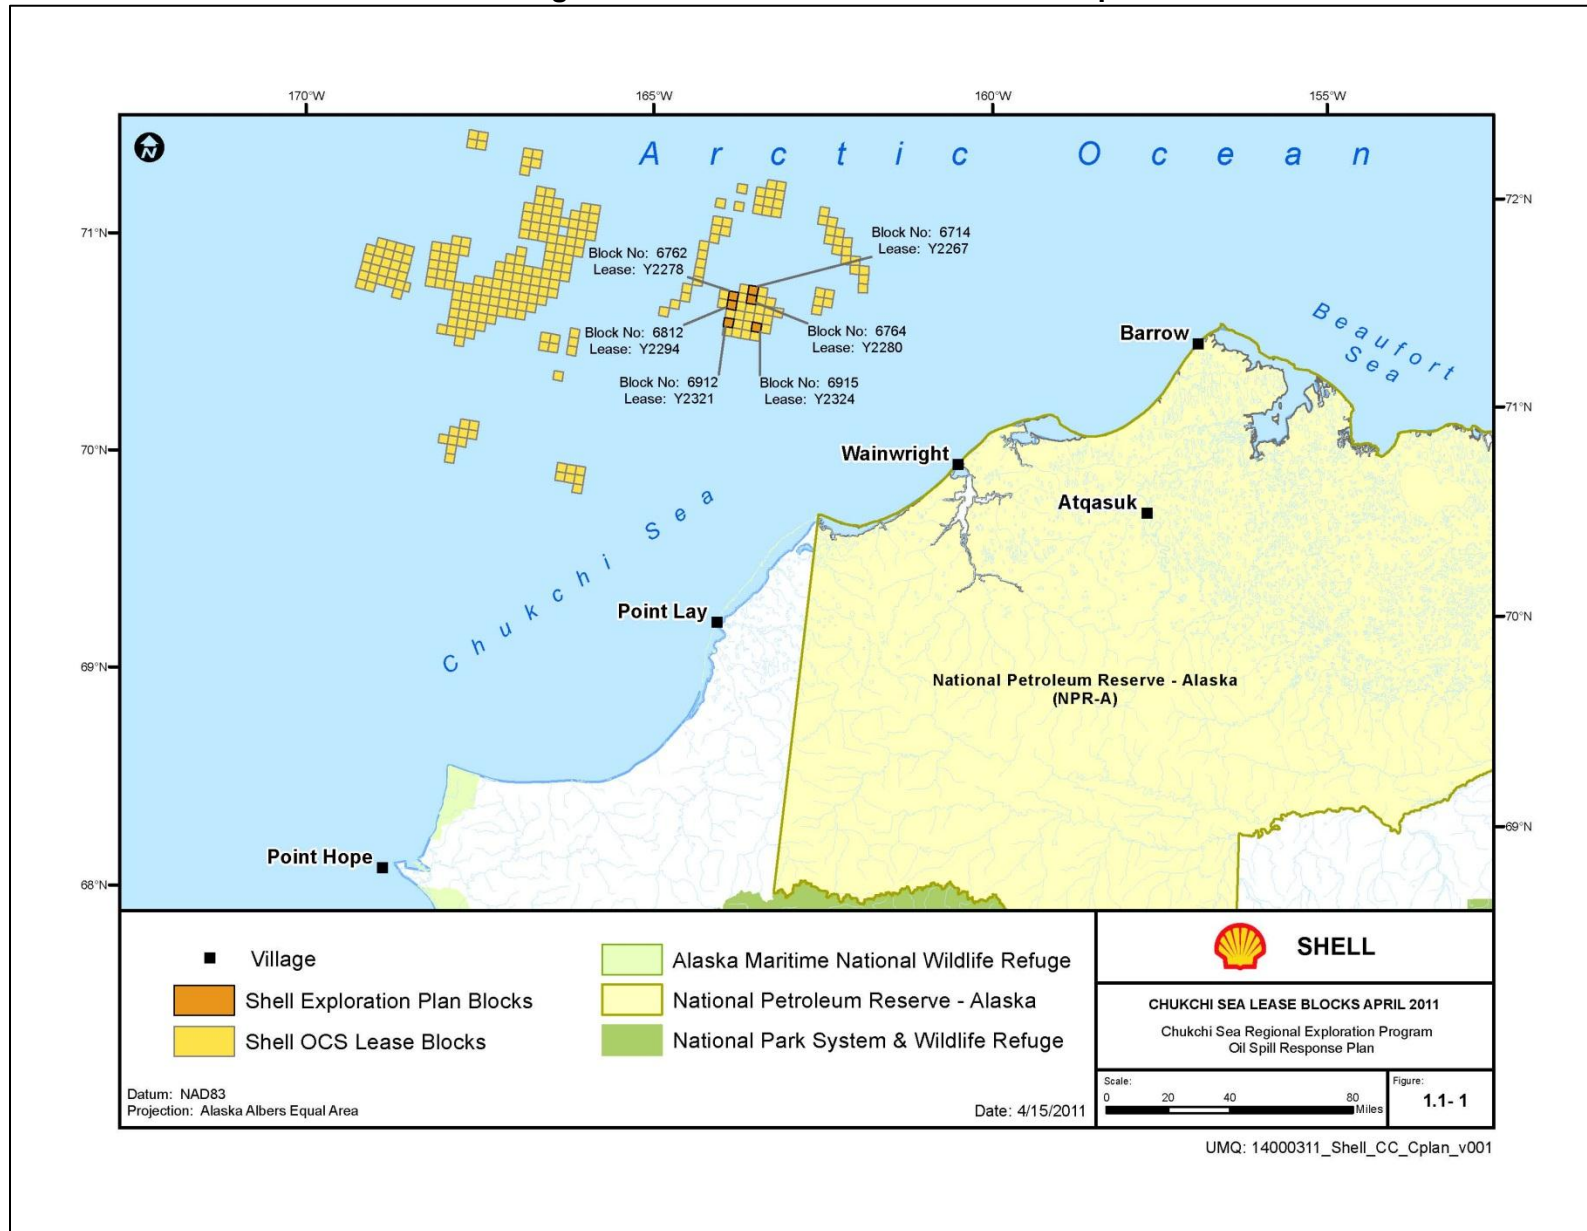 170°W
165°W
160°W
155°W
N
Arctic Ocean
72°N
71°N
Block No: 6762
Lease: Y2278
Block No: 6714
Lease: Y2267
Block No: 6812
Lease: Y2294
Block No: 6764
Lease: Y2280
Block No: 6912
Lease: Y2321
Block No: 6915
Lease: Y2324
Beaufort
Sea
Barrow
71°N
70°N
Wainwright
Atqasuk
Chukchi Sea
Point Lay
70°N
69°N
National Petroleum Reserve - Alaska
(NPR-A)
69°N
Point Hope
68°N
Village
Shell Exploration Plan Blocks
Shell OCS Lease Blocks
Alaska Maritime National Wildlife Refuge
National Petroleum Reserve - Alaska
National Park System & Wildlife Refuge
Datum: NAD83
Projection: Alaska Albers Equal Area
Date: 4/15/2011
SHELL
CHUKCHI SEA LEASE BLOCKS APRIL 2011
Chukchi Sea Regional Exploration Program
Oil Spill Response Plan
Scale:
0 20 40 80
Miles
Figure:
1.1- 1
UMQ: 14000311_Shell_CC_Cplan_v001